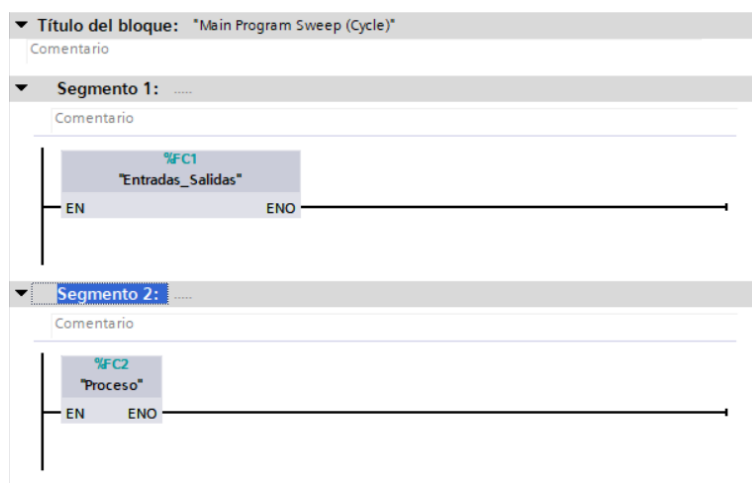 Título del bloque: "Main Program Sweep (Cycle)"
Comentario
Segmento 1: .....
Comentario
%FC1
"Entradas_Salidas"
EN ENO
Segmento 2: .....
Comentario
%FC2
"Proceso"
EN ENO